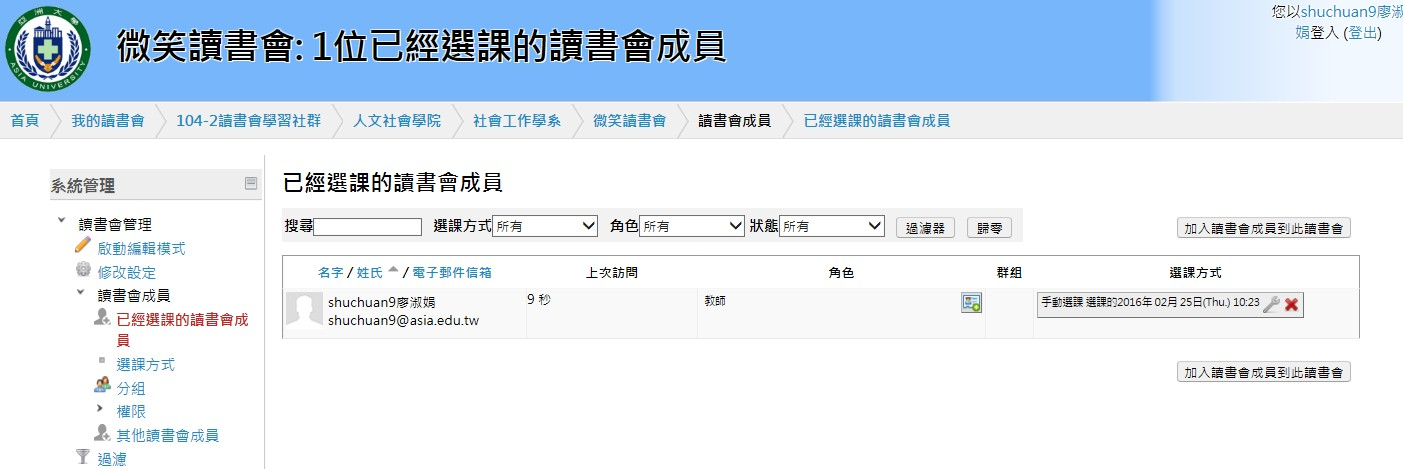 亞洲大學
ASIA UNIVERSITY
微笑讀書會: 1位已經選課的讀書會成員
您以shuchuan9廖淑
娟登入 (登出)
首頁 我的讀書會 104-2讀書會學習社群 人文社會學院 社會工作學系 微笑讀書會 讀書會成員 已經選課的讀書會成員
系統管理
讀書會管理
啟動編輯模式
修改設定
讀書會成員
已經選課的讀書會成
員
選課方式
分組
權限
其他讀書會成員
過濾
已經選課的讀書會成員
搜尋 選課方式 所有 角色 所有 狀態 所有 過濾器 歸零
加入讀書會成員到此讀書會
名字 / 姓氏 / 電子郵件信箱 上次訪問 角色 群組 選課方式
shuchuan9廖淑娟 9 秒 教師 手動選課 選課的2016年 02月 25日(Thu.) 10:23
shuchuan9@asia.edu.tw
加入讀書會成員到此讀書會